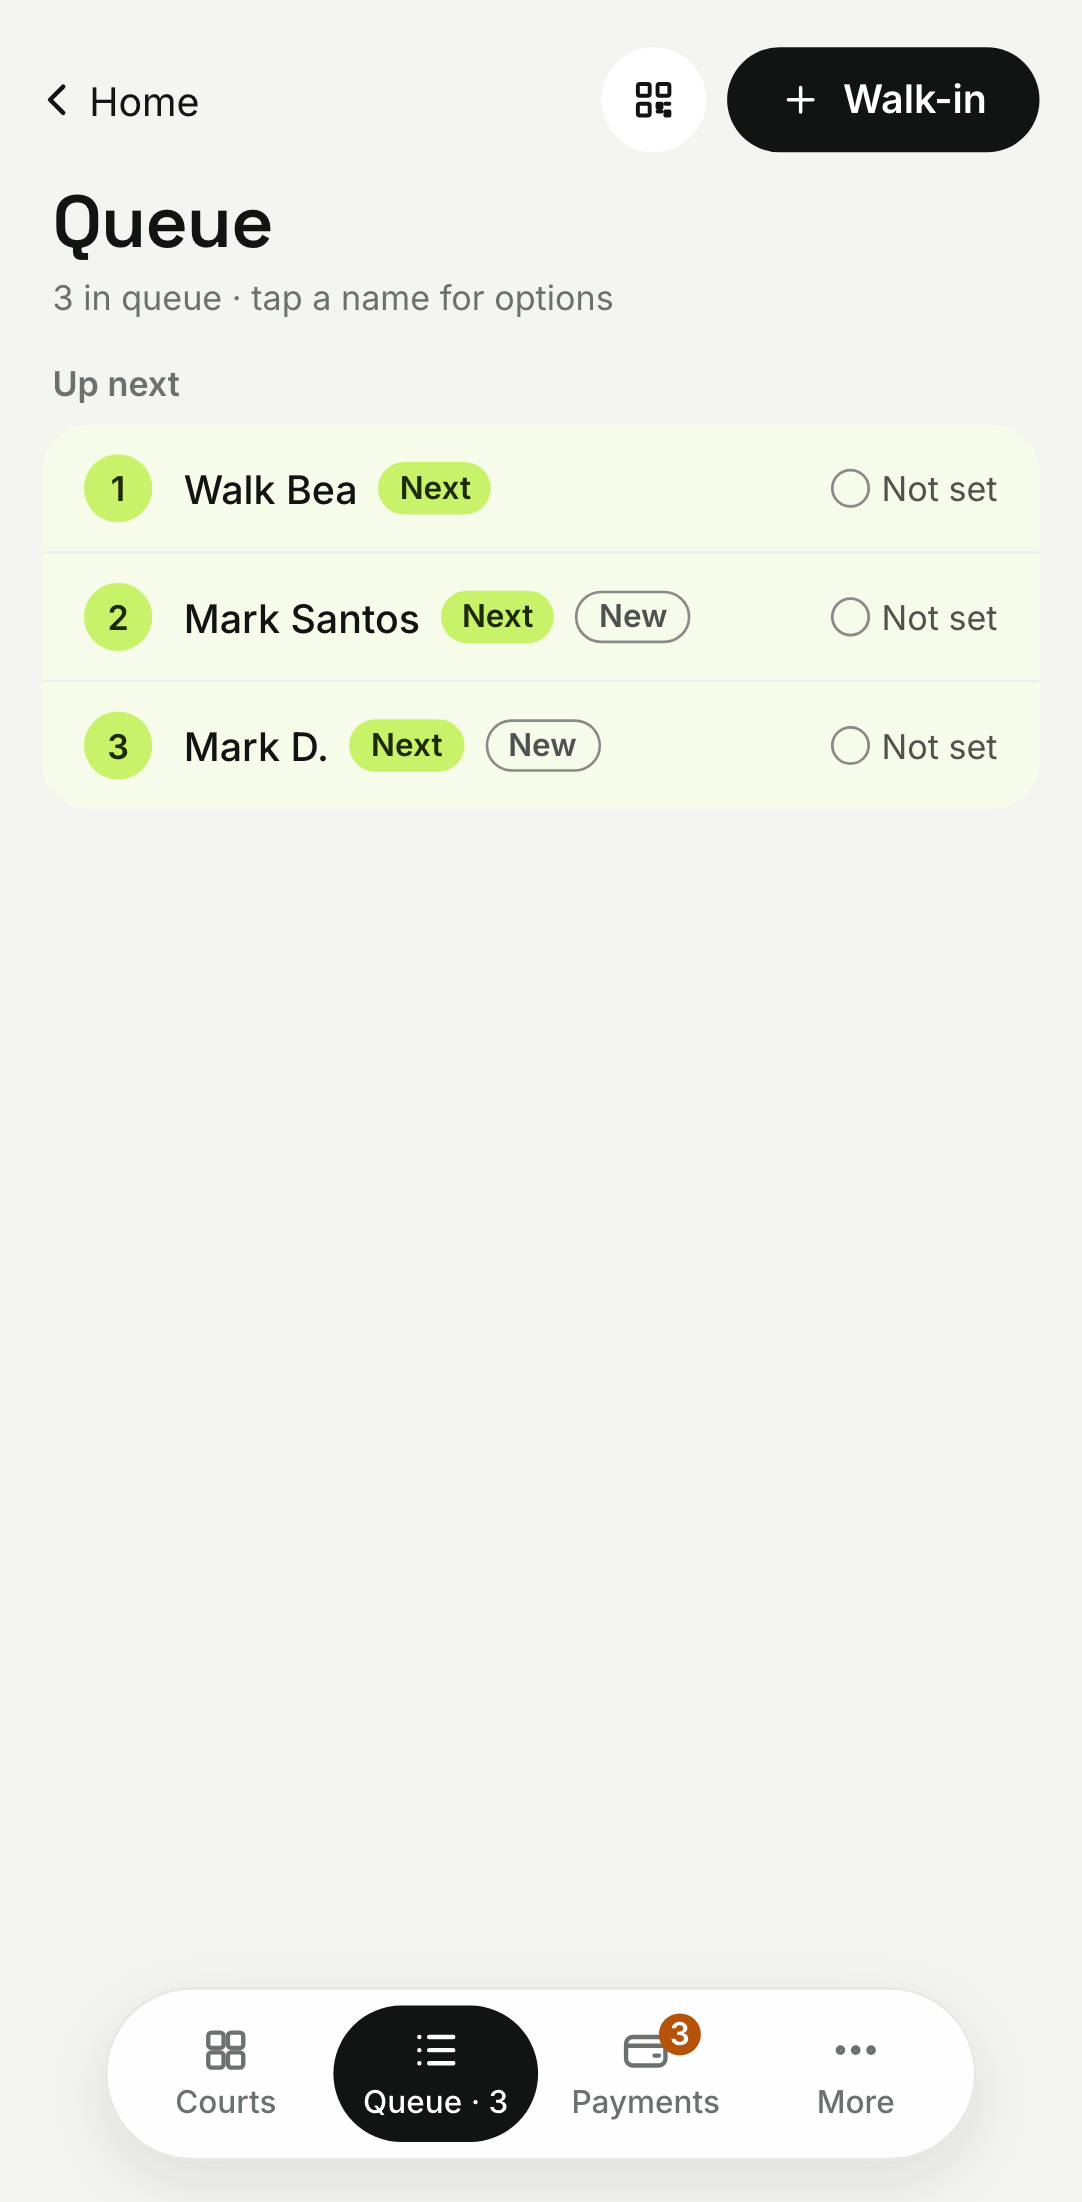 Home
Walk-in
Queue
3 in queue · tap a name for options
Up next
1 Walk Bea Next Not set
2 Mark Santos Next New Not set
3 Mark D. Next New Not set
3
Courts Queue · 3 Payments More